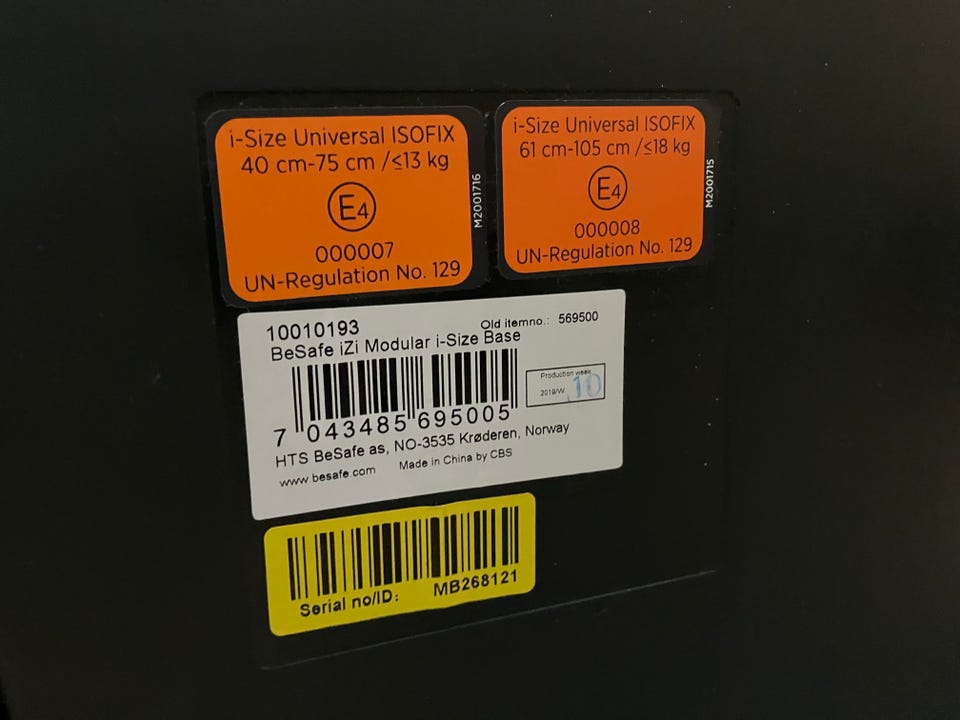 i-Size Universal ISOFIX
40 cm-75 cm /≤13 kg
E4
000007
UN-Regulation No. 129
M2001716
i-Size Universal ISOFIX
61 cm-105 cm /≤18 kg
E4
000008
UN-Regulation No. 129
M2001715
10010193
Old itemno.: 569500
BeSafe iZi Modular i-Size Base
Production week
2019/W 10
7 043485 695005
HTS BeSafe as, NO-3535 Krøderen, Norway
www.besafe.com Made in China by CBS
Serial no/ID: MB268121